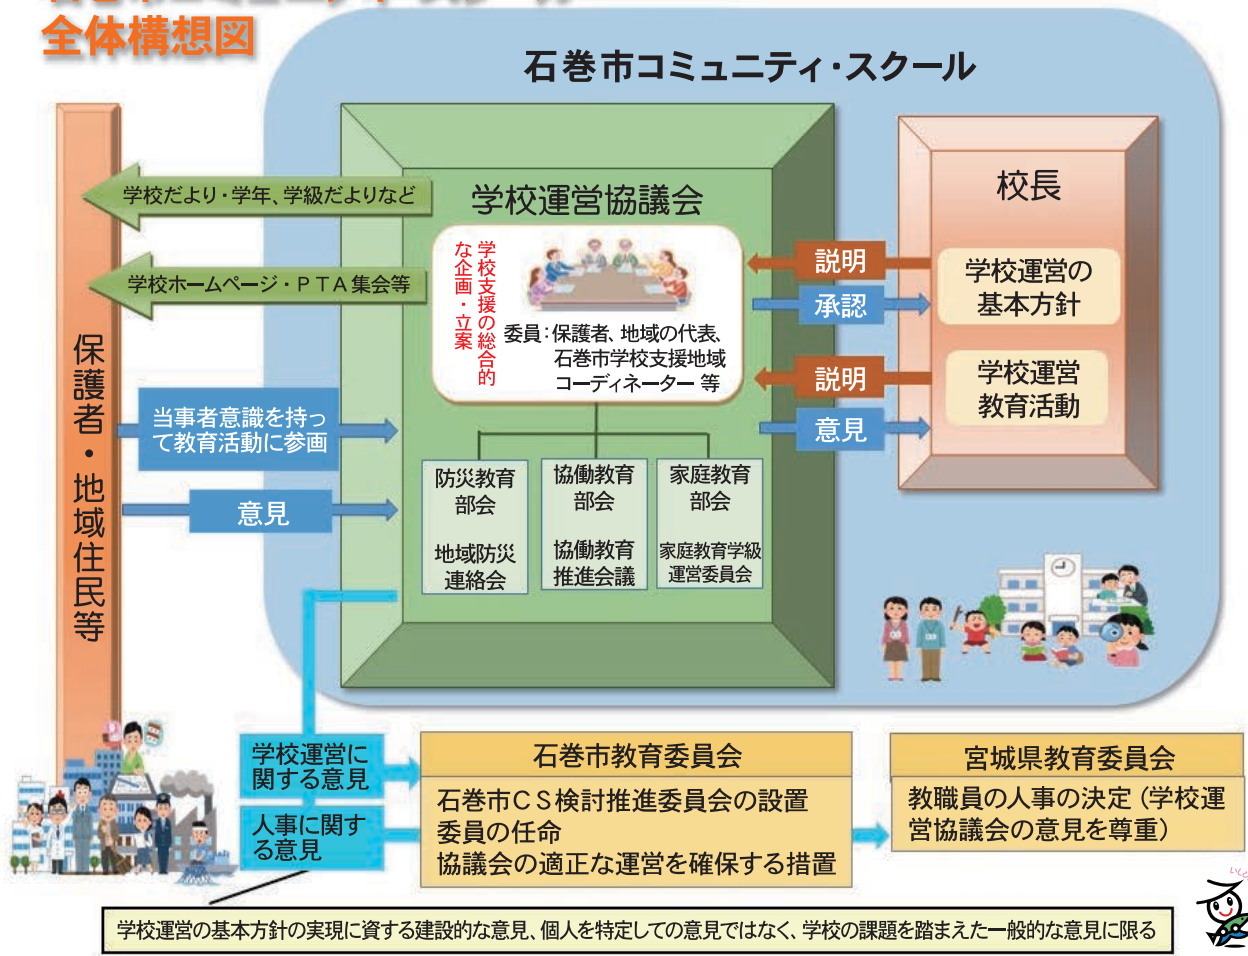 全体構想図
石巻市コミュニティ・スクール
学校だより・学年、学級だよりなど
学校ホームページ・ＰＴＡ集会等
保護者・地域住民等
当事者意識を持っ
て教育活動に参画
意見
学校運営協議会
学校支援の総合的
な企画・立案
委員：保護者、地域の代表、
石巻市学校支援地域
コーディネーター 等
防災教育
部会
地域防災
連絡会
協働教育
部会
協働教育
推進会議
家庭教育
部会
家庭教育学級
運営委員会
説明
承認
説明
意見
校長
学校運営の
基本方針
学校運営
教育活動
学校運営に
関する意見
人事に関す
る意見
石巻市教育委員会
石巻市ＣＳ検討推進委員会の設置
委員の任命
協議会の適正な運営を確保する措置
宮城県教育委員会
教職員の人事の決定（学校運
営協議会の意見を尊重）
学校運営の基本方針の実現に資する建設的な意見、個人を特定しての意見ではなく、学校の課題を踏まえた一般的な意見に限る